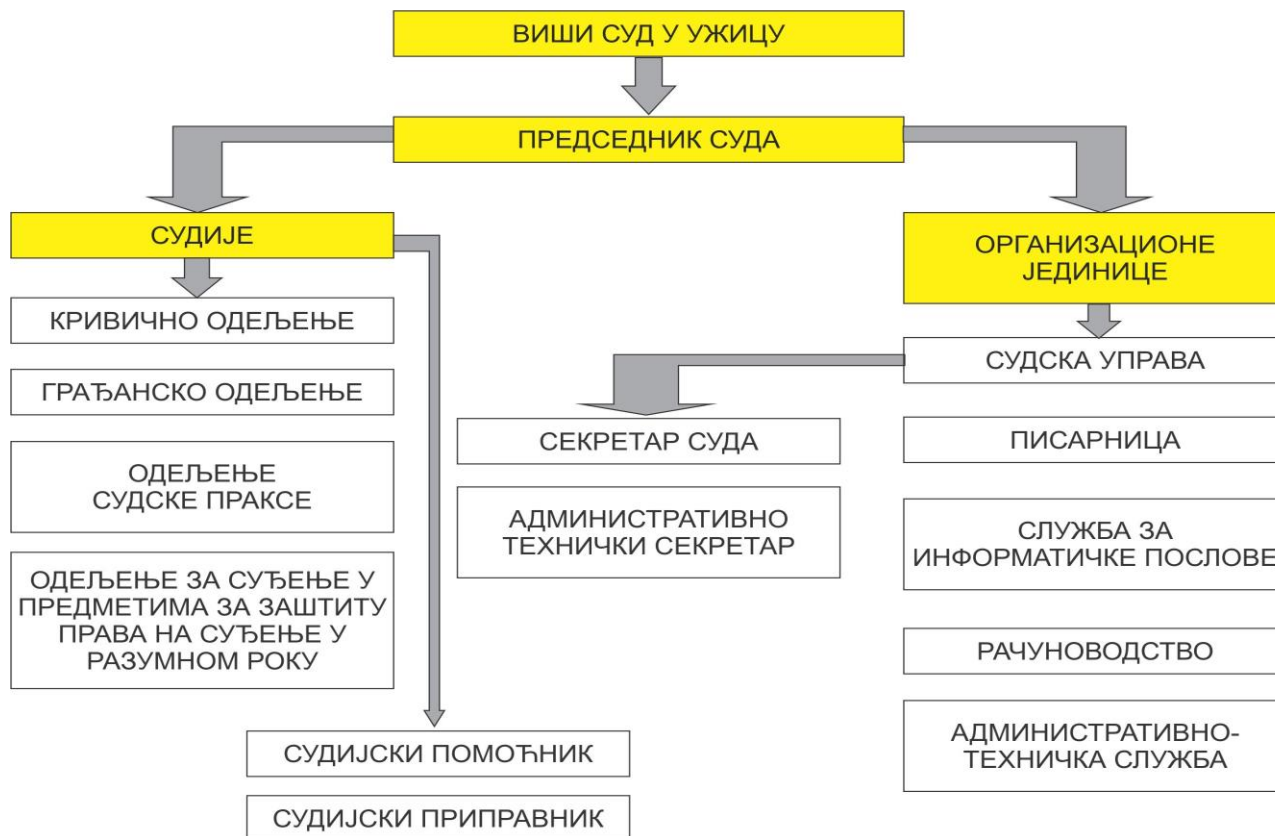 ВИШИ СУД У УЖИЦУ
ПРЕДСЕДНИК СУДА
СУДИЈЕ
КРИВИЧНО ОДЕЉЕЊЕ
ГРАЂАНСКО ОДЕЉЕЊЕ
ОДЕЉЕЊЕ
СУДСКЕ ПРАКСЕ
ОДЕЉЕЊЕ ЗА СУЂЕЊЕ У
ПРЕДМЕТИМА ЗА ЗАШТИТУ
ПРАВА НА СУЂЕЊЕ У
РАЗУМНОМ РОКУ
СУДИЈСКИ ПОМОЋНИК
СУДИЈСКИ ПРИПРАВНИК
СЕКРЕТАР СУДА
АДМИНИСТРАТИВНО
ТЕХНИЧКИ СЕКРЕТАР
ОРГАНИЗАЦИОНЕ
ЈЕДИНИЦЕ
СУДСКА УПРАВА
ПИСАРНИЦА
СЛУЖБА ЗА
ИНФОРМАТИЧКЕ ПОСЛОВЕ
РАЧУНОВОДСТВО
АДМИНИСТРАТИВНО-
ТЕХНИЧКА СЛУЖБА